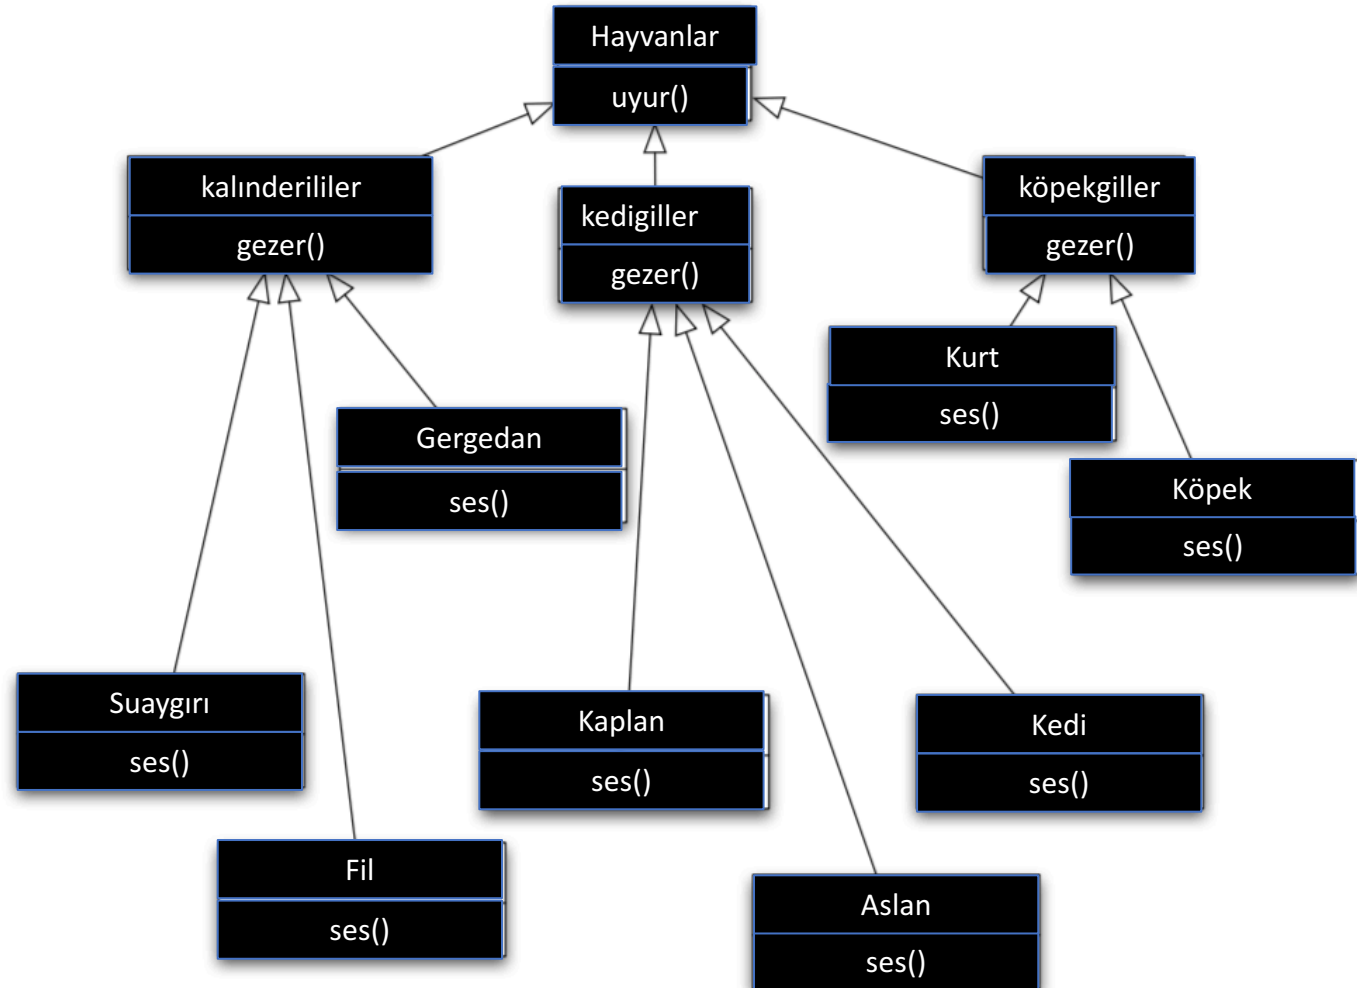 Hayvanlar
uyur()
kalınderililer
gezer()
kedigiller
gezer()
köpekgiller
gezer()
Kurt
ses()
Gergedan
ses()
Köpek
ses()
Suaygırı
ses()
Kaplan
ses()
Kedi
ses()
Fil
ses()
Aslan
ses()